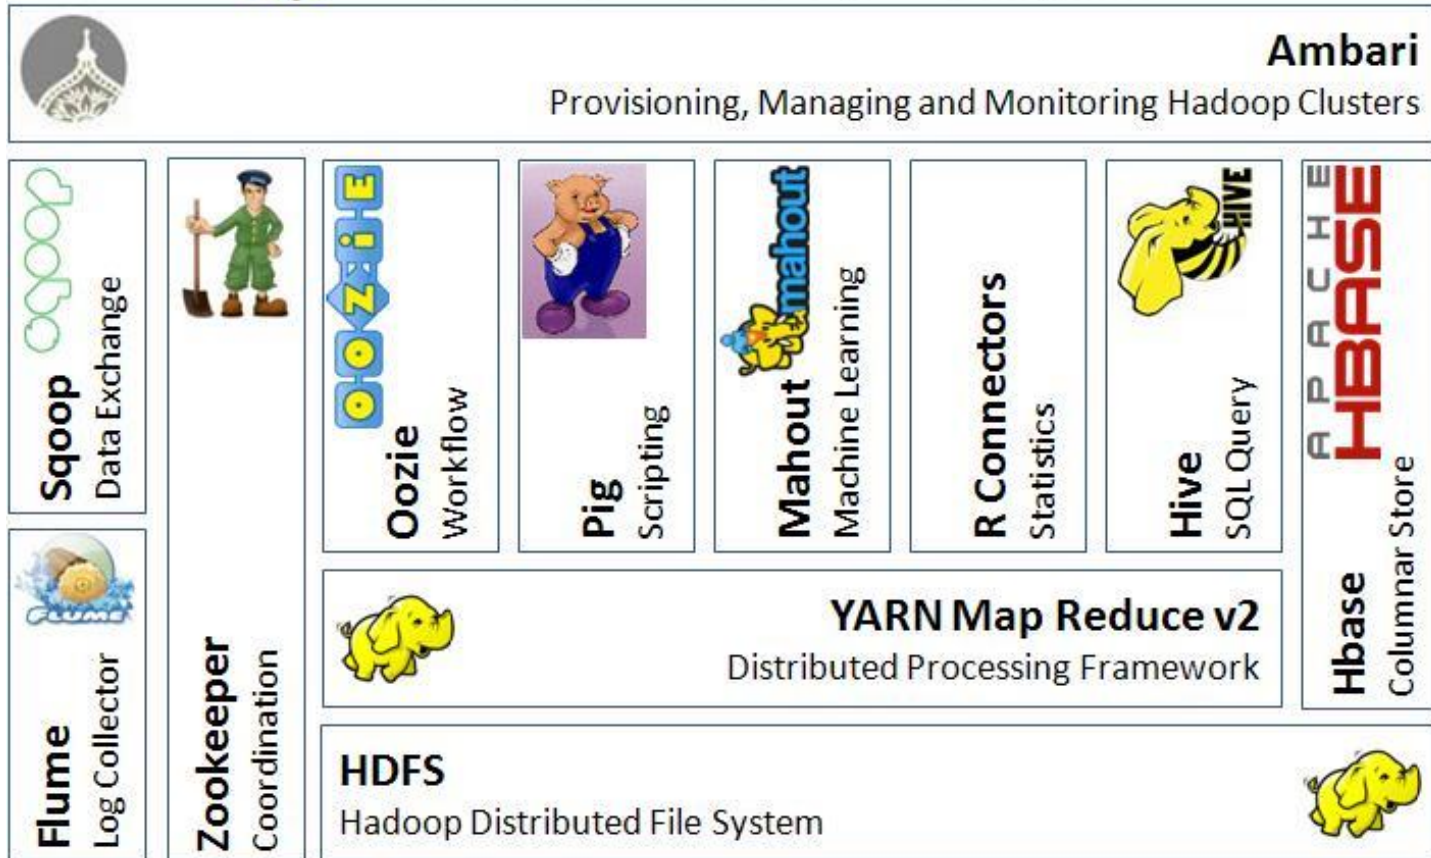 Ambari
Provisioning, Managing and Monitoring Hadoop Clusters
sqoop
Sqoop
Data Exchange
FLUME
Flume
Log Collector
Zookeeper
Coordination
OOZIE
Oozie
Workflow
Pig
Scripting
mahout
Mahout
Machine Learning
R Connectors
Statistics
HIVE
Hive
SQL Query
APACHE
HBASE
Hbase
Columnar Store
YARN Map Reduce v2
Distributed Processing Framework
HDFS
Hadoop Distributed File System